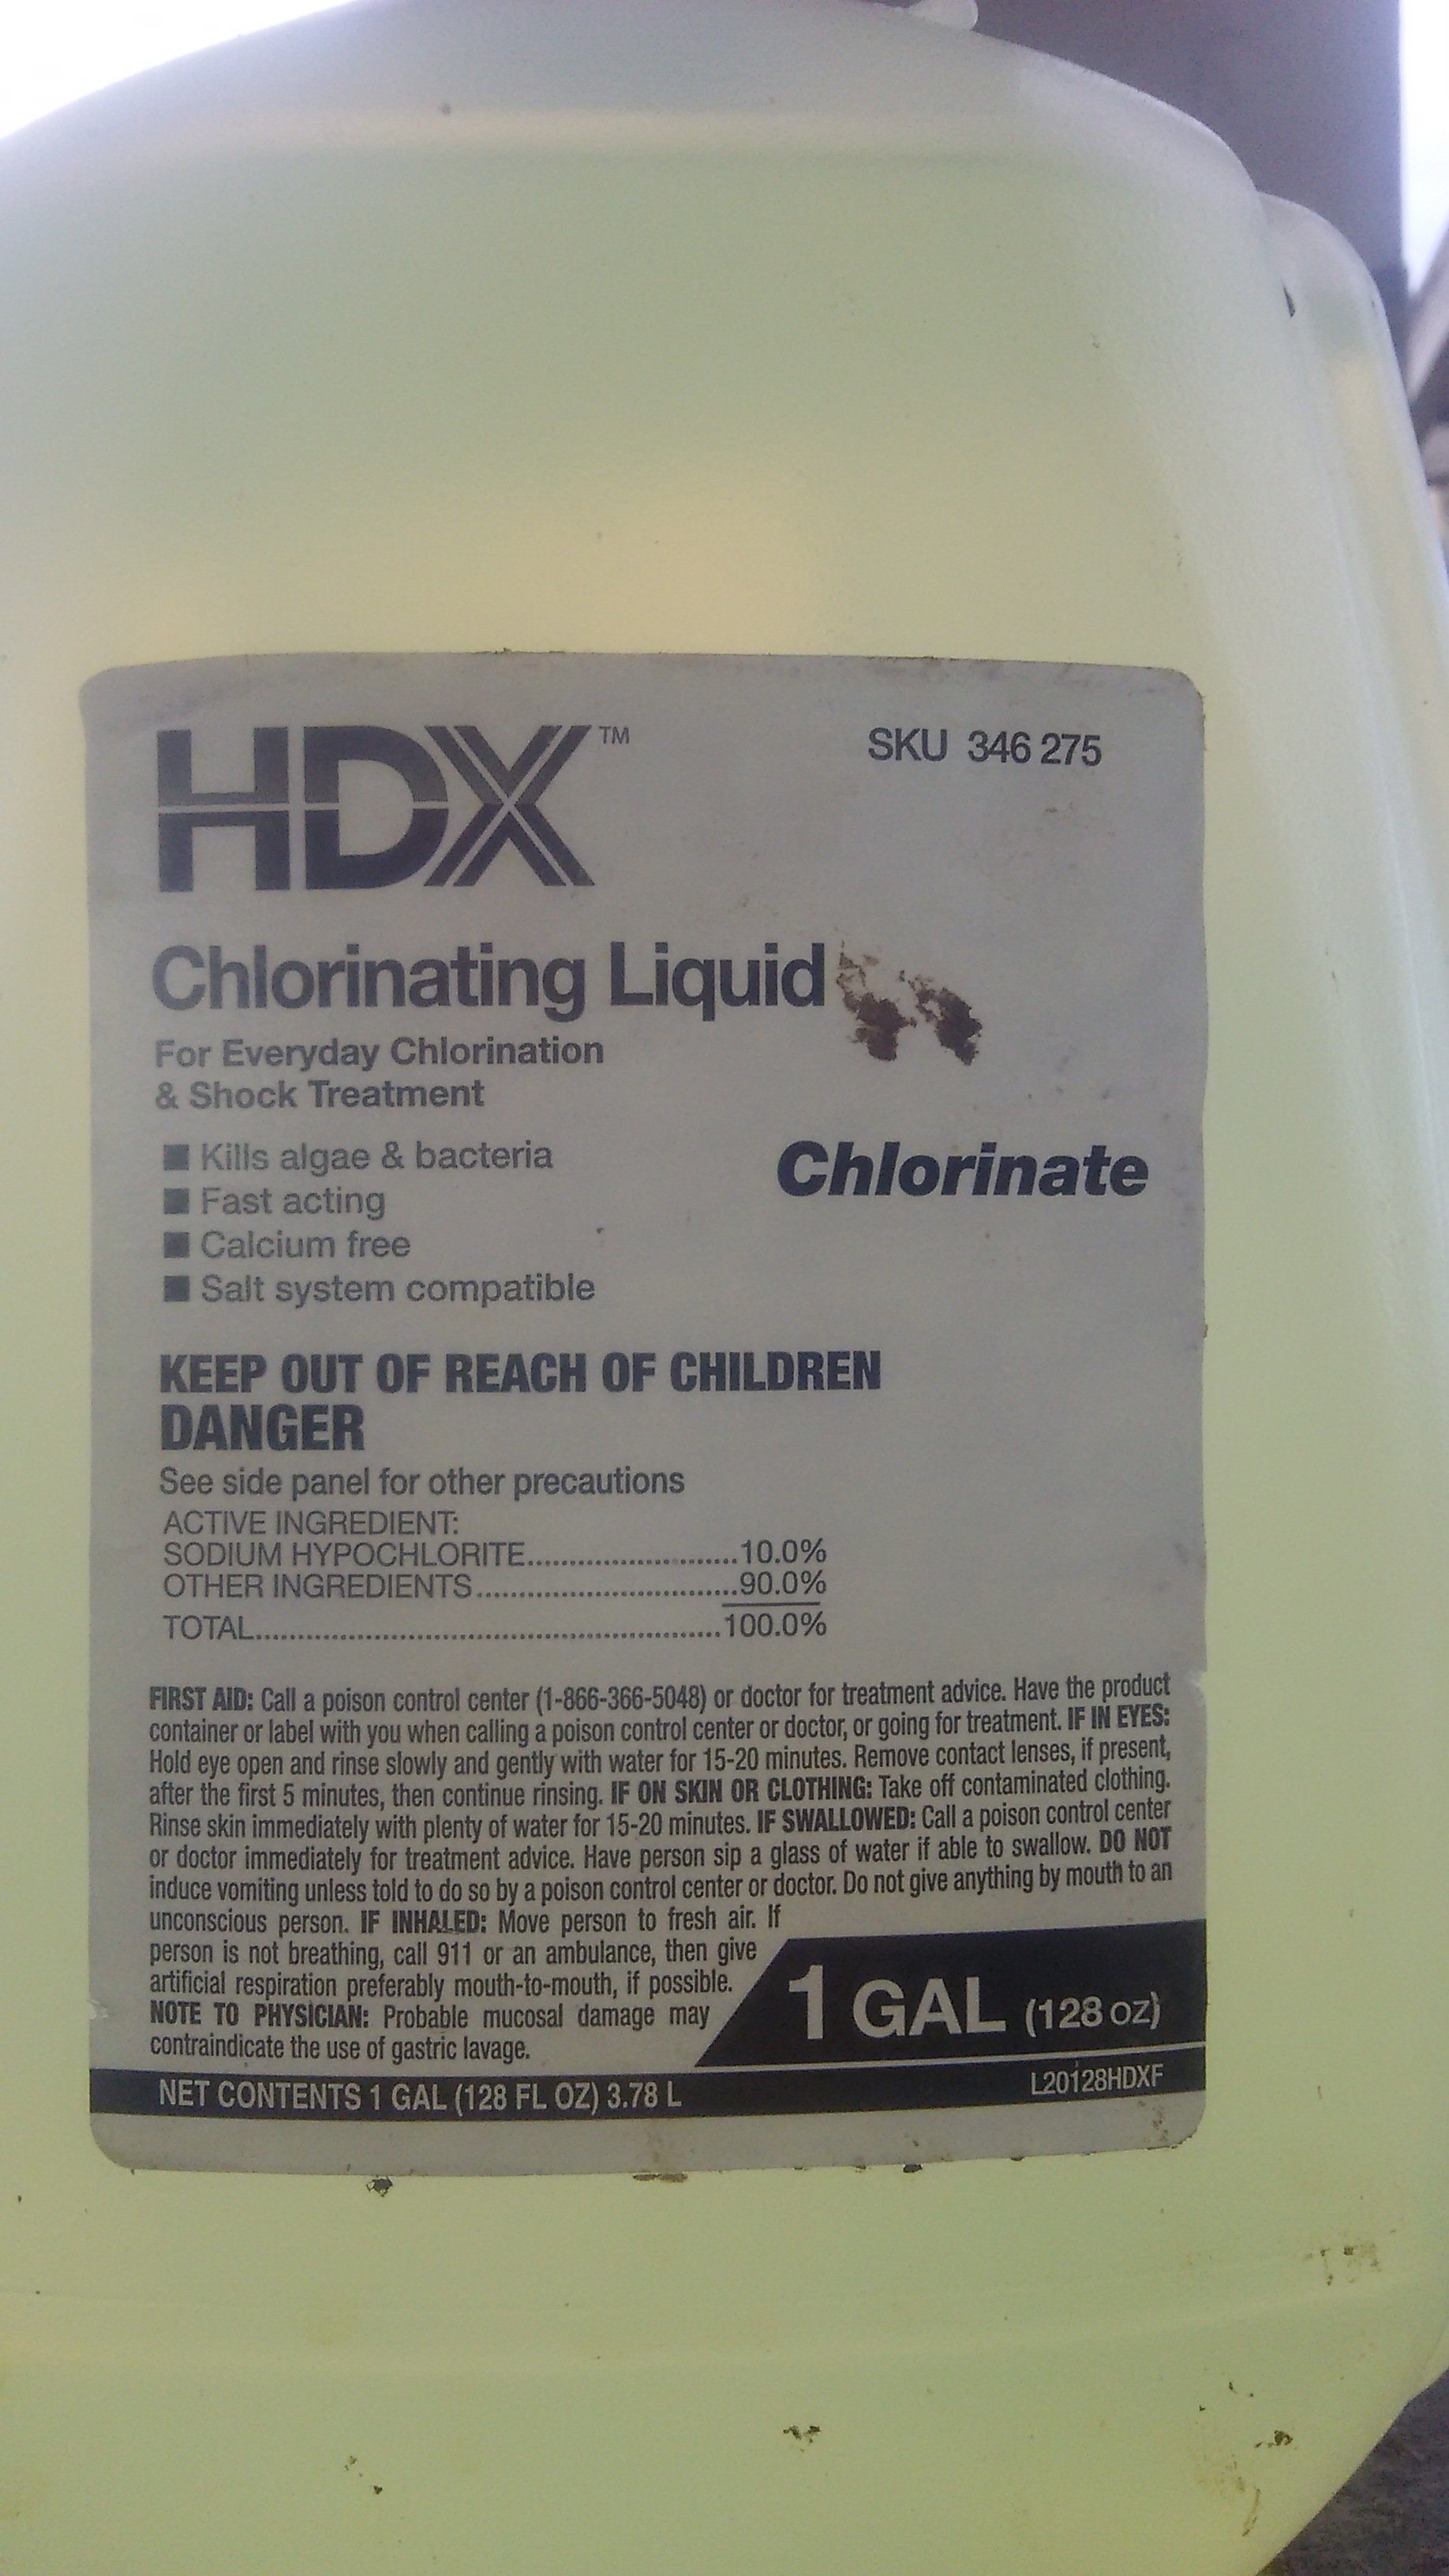 HDX™
SKU 346 275
Chlorinating Liquid
For Everyday Chlorination
& Shock Treatment
■ Kills algae & bacteria
■ Fast acting
■ Calcium free
■ Salt system compatible
Chlorinate
KEEP OUT OF REACH OF CHILDREN
DANGER
See side panel for other precautions
ACTIVE INGREDIENT:
SODIUM HYPOCHLORITE..........................10.0%
OTHER INGREDIENTS................................90.0%
TOTAL.......................................................100.0%
FIRST AID: Call a poison control center (1-866-366-5048) or doctor for treatment advice. Have the product
container or label with you when calling a poison control center or doctor, or going for treatment. IF IN EYES:
Hold eye open and rinse slowly and gently with water for 15-20 minutes. Remove contact lenses, if present,
after the first 5 minutes, then continue rinsing. IF ON SKIN OR CLOTHING: Take off contaminated clothing.
Rinse skin immediately with plenty of water for 15-20 minutes. IF SWALLOWED: Call a poison control center
or doctor immediately for treatment advice. Have person sip a glass of water if able to swallow. DO NOT
induce vomiting unless told to do so by a poison control center or doctor. Do not give anything by mouth to an
unconscious person. IF INHALED: Move person to fresh air. If
person is not breathing, call 911 or an ambulance, then give
artificial respiration preferably mouth-to-mouth, if possible.
NOTE TO PHYSICIAN: Probable mucosal damage may
contraindicate the use of gastric lavage.
1 GAL (128 oz)
NET CONTENTS 1 GAL (128 FL OZ) 3.78 L
L20128HDXF